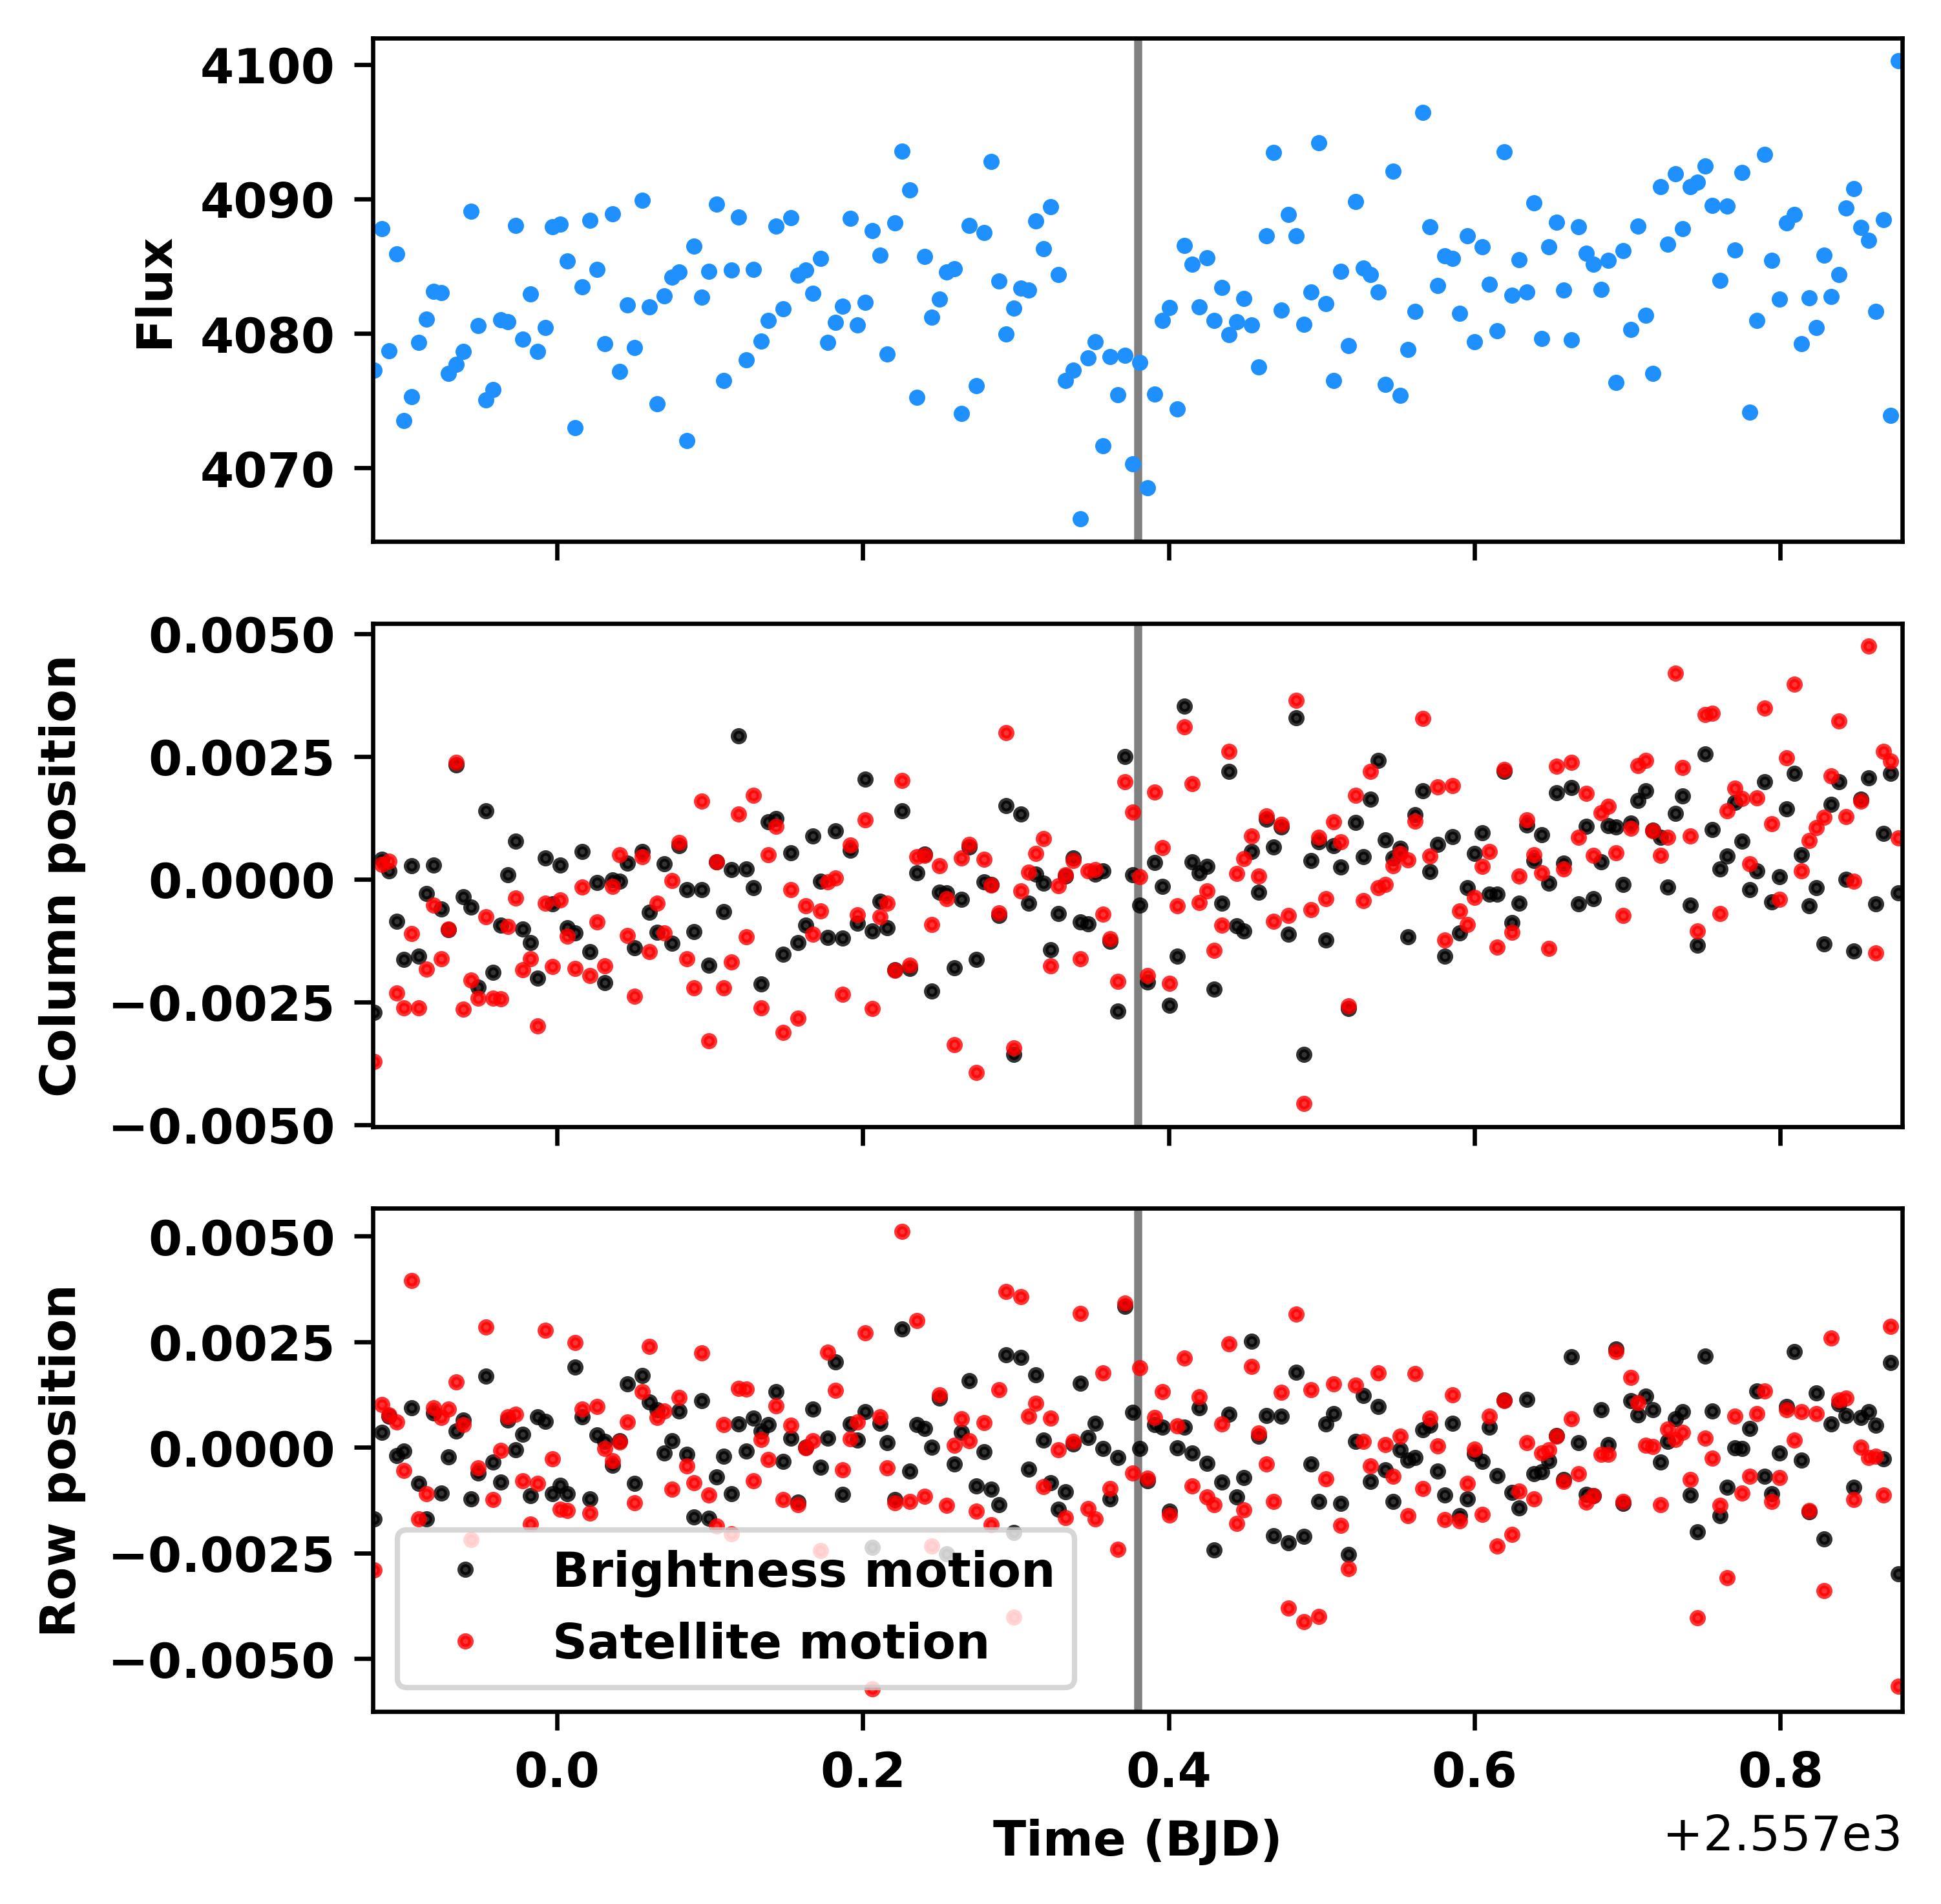 4100
4090
4080
4070
Flux
0.0050
0.0025
0.0000
−0.0025
−0.0050
Column position
0.0050
0.0025
0.0000
−0.0025
−0.0050
Row position
Brightness motion
Satellite motion
0.0 0.2 0.4 0.6 0.8
Time (BJD)
+2.557e3